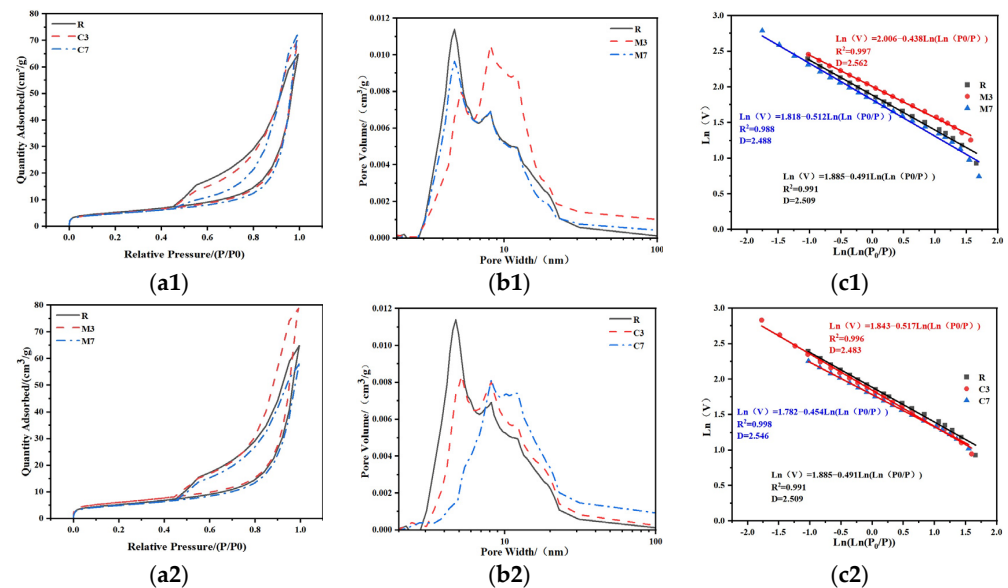 R
C3
C7
Quantity Adsorbed/(cm³/g)
80
70
60
50
40
30
20
10
0
0.0 0.2 0.4 0.6 0.8 1.0
Relative Pressure/(P/P0)
(a1)
R
M3
M7
Pore Volume/（cm³/g）
0.012
0.010
0.008
0.006
0.004
0.002
0.000
10 100
Pore Width/（nm）
(b1)
Ln（V）=2.006−0.438Ln(Ln（P0/P）)
R²=0.997
D=2.562
R
M3
M7
Ln（V）=1.818−0.512Ln(Ln（P0/P）)
R²=0.988
D=2.488
Ln（V）=1.885−0.491Ln(Ln（P0/P）)
R²=0.991
D=2.509
Ln（V）
3.0
2.5
2.0
1.5
1.0
0.5
0.0
-2.0 -1.5 -1.0 -0.5 0.0 0.5 1.0 1.5 2.0
Ln(Ln(P₀/P))
(c1)
R
M3
M7
Quantity Adsorbed/(cm³/g)
80
70
60
50
40
30
20
10
0
0.0 0.2 0.4 0.6 0.8 1.0
Relative Pressure/(P/P0)
(a2)
R
C3
C7
Pore Volume/（cm³/g）
0.012
0.010
0.008
0.006
0.004
0.002
0.000
10 100
Pore Width/（nm）
(b2)
Ln（V）=1.843−0.517Ln(Ln（P0/P）)
R²=0.996
D=2.483
R
C3
C7
Ln（V）=1.782−0.454Ln(Ln（P0/P）)
R²=0.998
D=2.546
Ln（V）=1.885−0.491Ln(Ln（P0/P）)
R²=0.991
D=2.509
Ln（V）
3.0
2.5
2.0
1.5
1.0
0.5
0.0
-2.0 -1.5 -1.0 -0.5 0.0 0.5 1.0 1.5 2.0
Ln(Ln(P₀/P))
(c2)